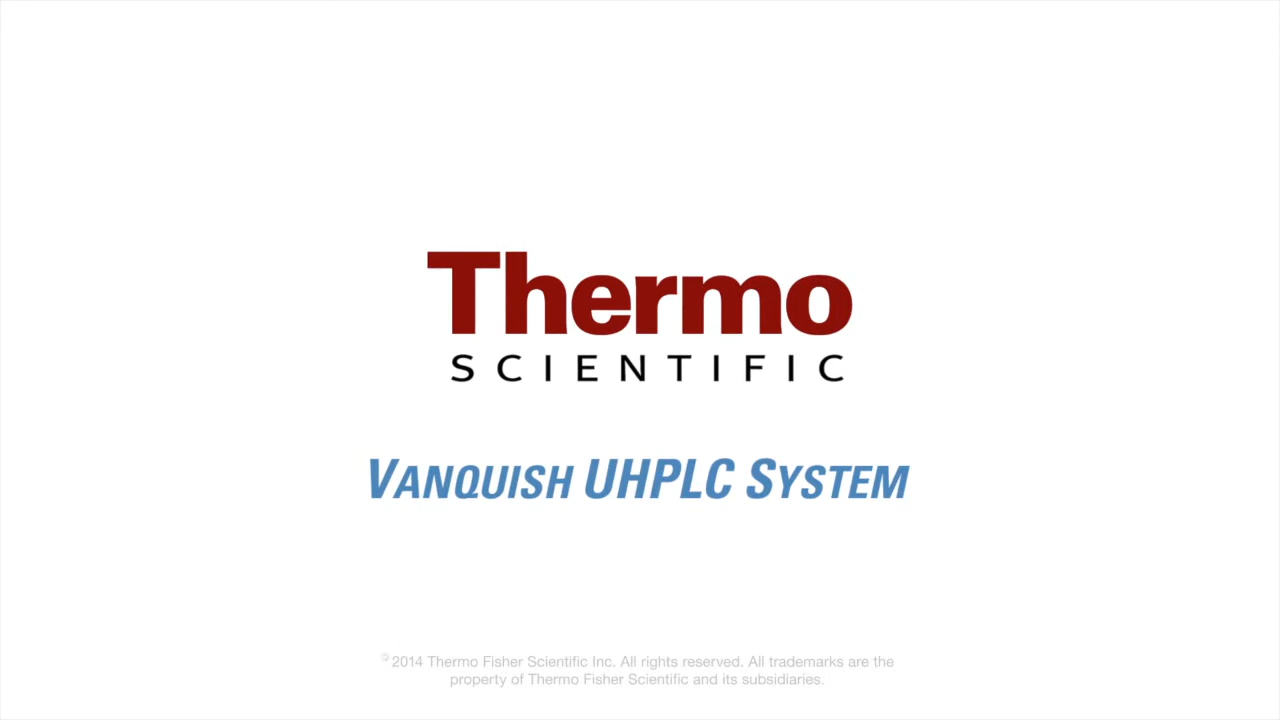 Thermo
SCIENTIFIC
VANQUISH UHPLC SYSTEM
© 2014 Thermo Fisher Scientific Inc. All rights reserved. All trademarks are the
property of Thermo Fisher Scientific and its subsidiaries.